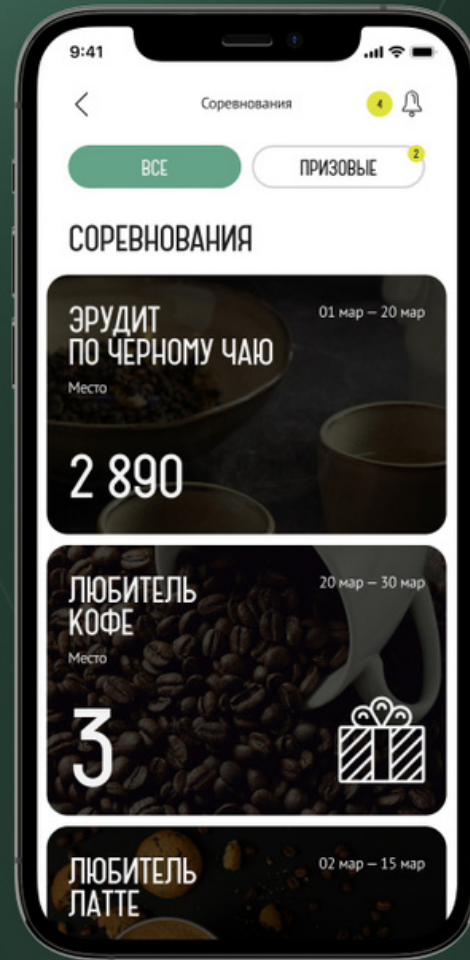 9:41
Соревнования
4
ВСЕ
ПРИЗОВЫЕ
2
СОРЕВНОВАНИЯ
ЭРУДИТ
ПО ЧЕРНОМУ ЧАЮ
01 мар — 20 мар
Место
2 890
ЛЮБИТЕЛЬ
КОФЕ
20 мар — 30 мар
Место
3
ЛЮБИТЕЛЬ
ЛАТТЕ
02 мар — 15 мар